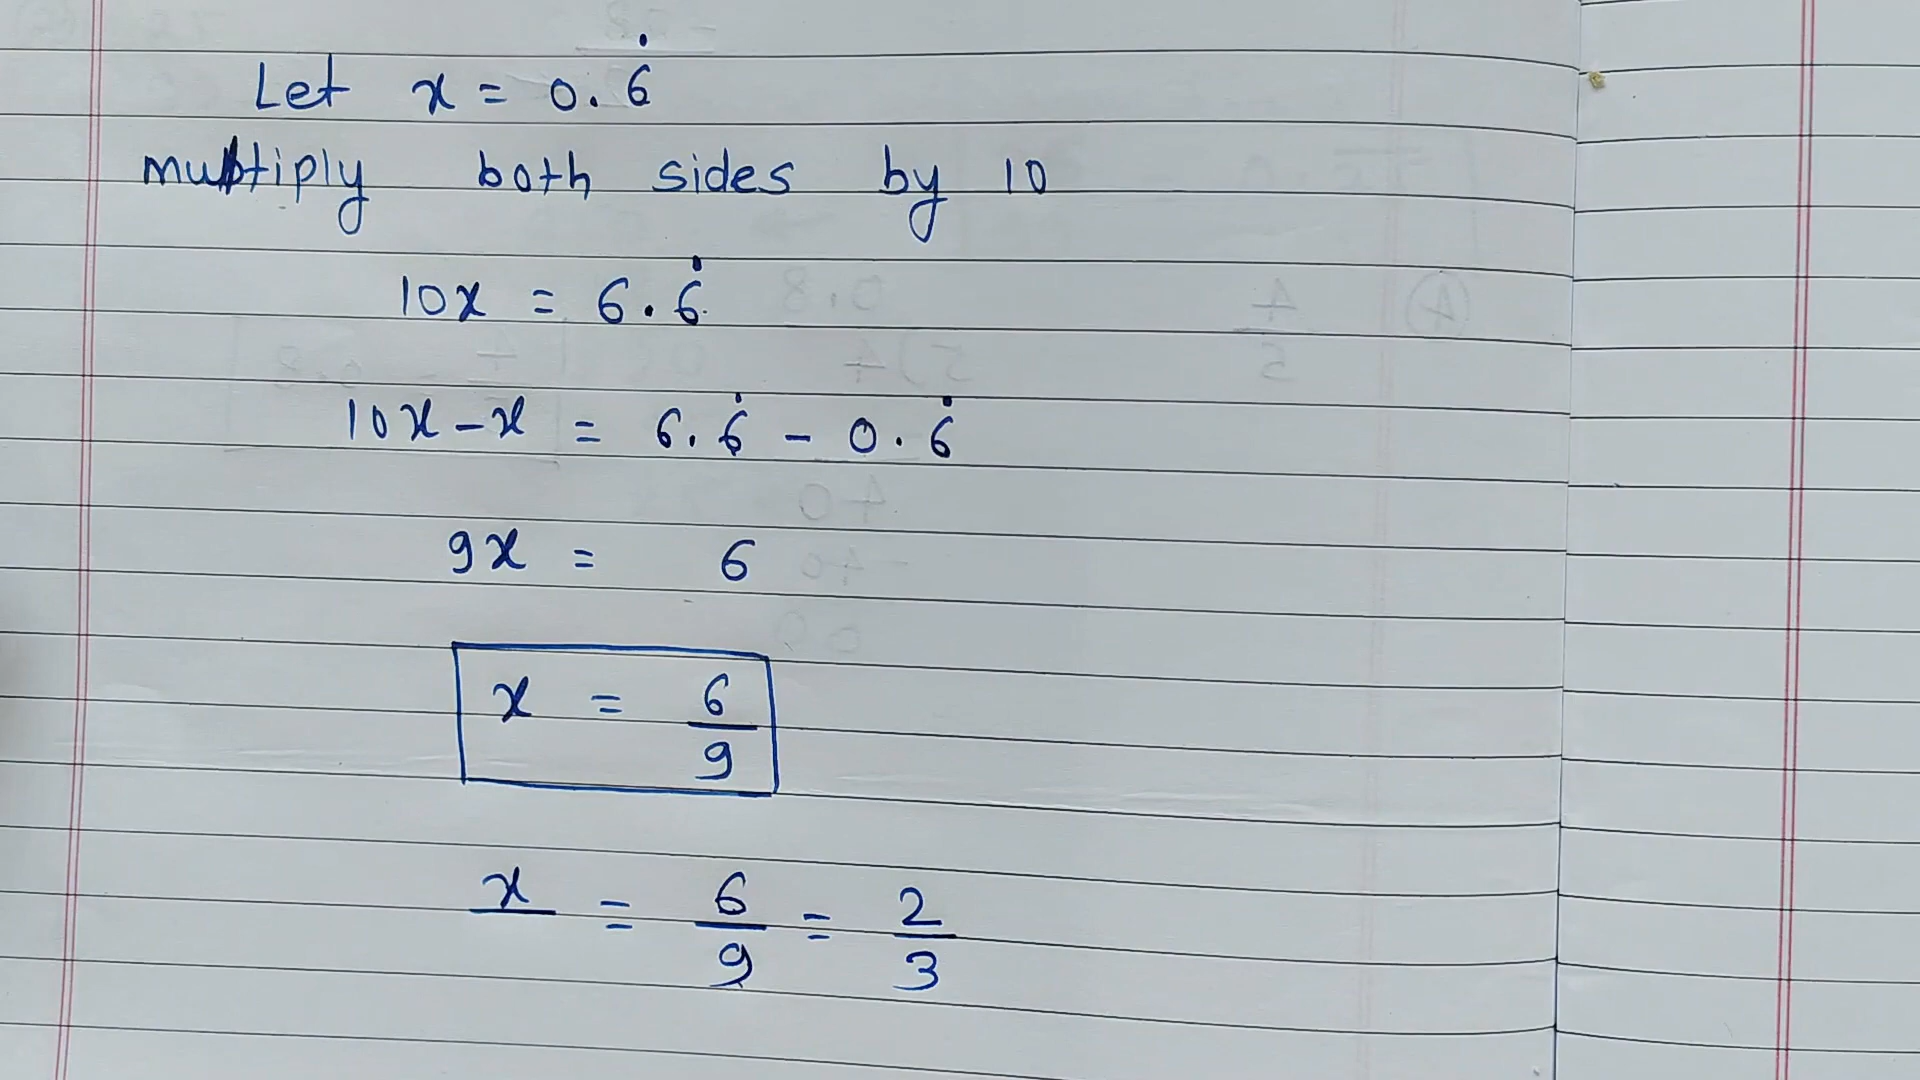 Let x = 0.6̇
multiply both sides by 10
10x = 6.6̇
10x - x = 6.6̇ - 0.6̇
9x = 6
x = 6/9
x = 6/9 = 2/3